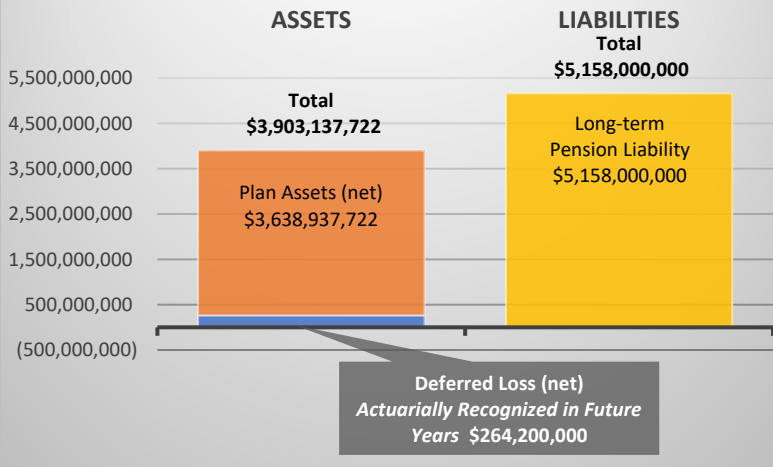 ASSETS
LIABILITIES
Total
$5,158,000,000
5,500,000,000
4,500,000,000
3,500,000,000
2,500,000,000
1,500,000,000
500,000,000
(500,000,000)
Total
$3,903,137,722
Plan Assets (net)
$3,638,937,722
Long-term
Pension Liability
$5,158,000,000
Deferred Loss (net)
Actuarially Recognized in Future
Years $264,200,000